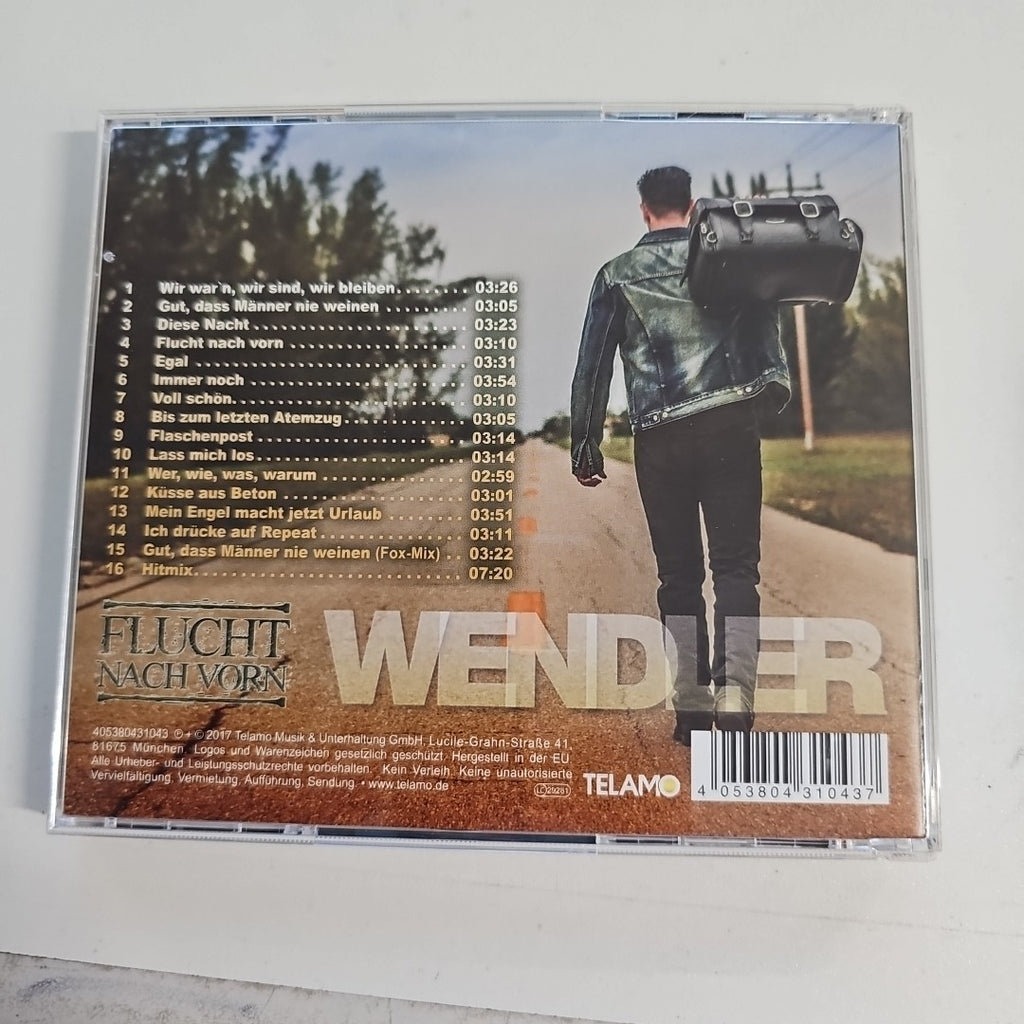 1 Wir war`n, wir sind, wir bleiben........ 03:26
2 Gut, dass Männer nie weinen ......... 03:05
3 Diese Nacht........................ 03:23
4 Flucht nach vorn ................... 03:10
5 Egal ............................. 03:31
6 Immer noch ....................... 03:54
7 Voll schön......................... 03:10
8 Bis zum letzten Atemzug............. 03:05
9 Flaschenpost ...................... 03:14
10 Lass mich los...................... 03:14
11 Wer, wie, was, warum ............... 02:59
12 Küsse aus Beton ................... 03:01
13 Mein Engel macht jetzt Urlaub ........ 03:51
14 Ich drücke auf Repeat............... 03:11
15 Gut, dass Männer nie weinen (Fox-Mix) .. 03:22
16 Hitmix............................ 07:20
FLUCHT
NACH VORN
WENDLER
405380431043 ℗ + © 2017 Telamo Musik & Unterhaltung GmbH, Lucile-Grahn-Straße 41,
81675 München. Logos und Warenzeichen gesetzlich geschützt. Hergestellt in der EU
Alle Urheber- und Leistungsschutzrechte vorbehalten. Kein Verleih. Keine unautorisierte
Vervielfältigung, Vermietung, Aufführung, Sendung. • www.telamo.de
LC 29281
TELAMO
4 053804 310437